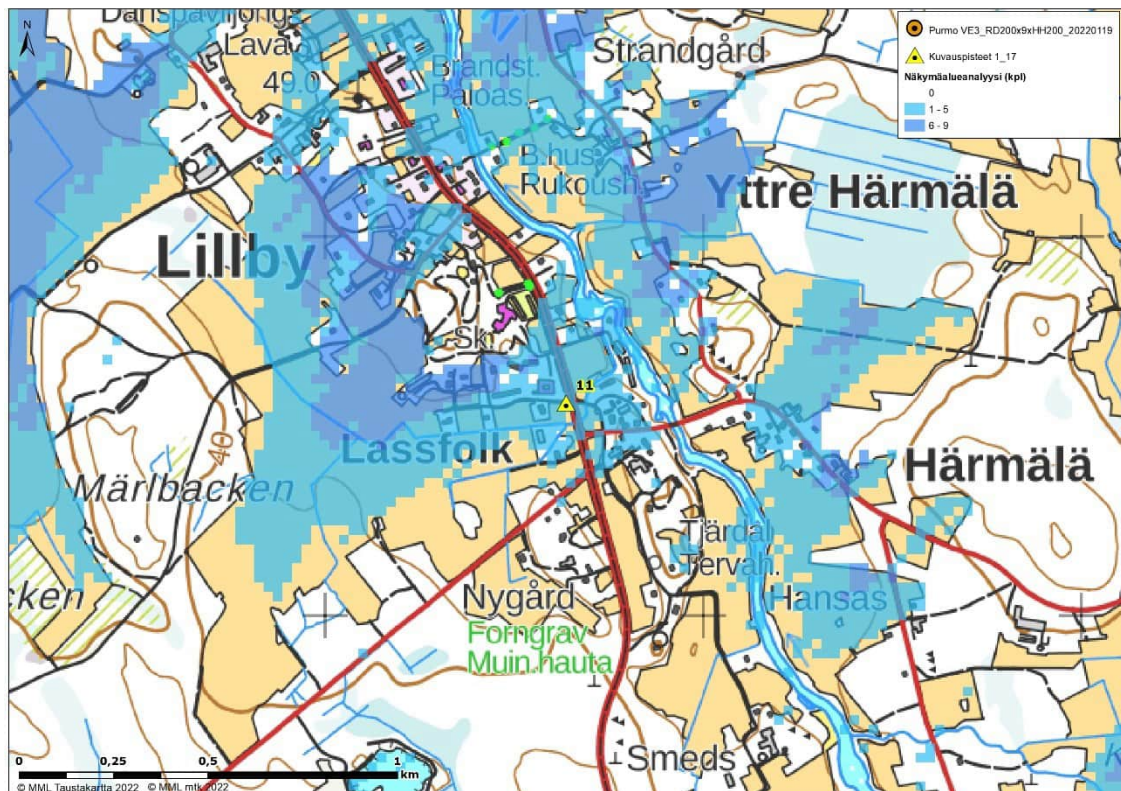 N
Danspaviljong
Lava
49.0
Brandst.
Paloas.
Strandgård
B.hus
Rukoush.
Yttre Härmälä
Lillby
Sk.
11
Lassfolk
Härmälä
40
Märlbacken
Tjärdal
Tervah.
cken
Nygård
Hansas
Forngrav
Muin.hauta
Smeds
Purmo VE3_RD200x9xHH200_20220119
Kuvauspisteet 1_17
Näkymäalueanalyysi (kpl)
0
1 - 5
6 - 9
0 0,25 0,5 1
km
© MML Taustakartta 2022 © MML mtk 2022